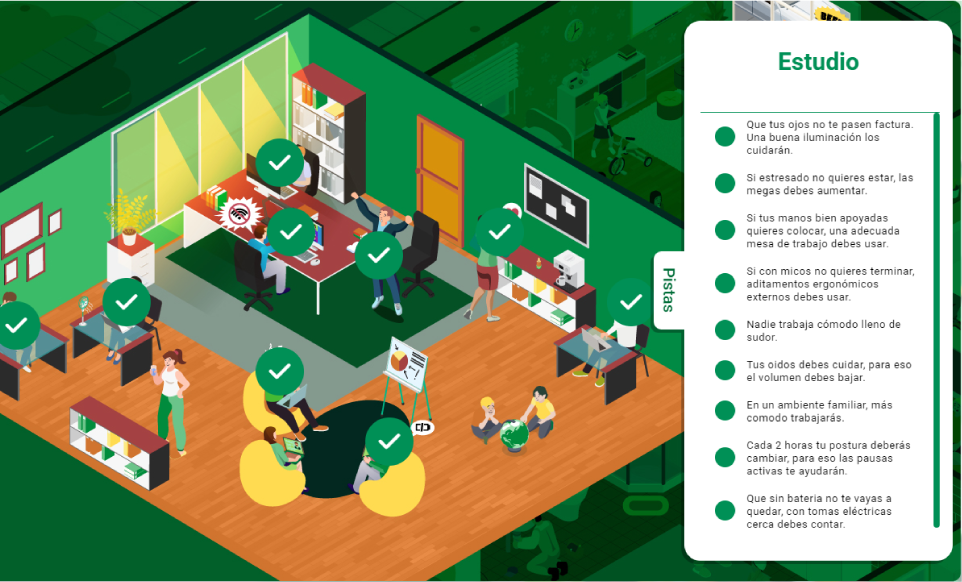 Estudio
Que tus ojos no te pasen factura.
Una buena iluminación los
cuidarán.
Si estresado no quieres estar, las
megas debes aumentar.
Si tus manos bien apoyadas
quieres colocar, una adecuada
mesa de trabajo debes usar.
Si con micos no quieres terminar,
aditamentos ergonómicos
externos debes usar.
Nadie trabaja cómodo lleno de
sudor.
Tus oidos debes cuidar, para eso
el volumen debes bajar.
En un ambiente familiar, más
comodo trabajarás.
Cada 2 horas tu postura deberás
cambiar, para eso las pausas
activas te ayudarán.
Que sin bateria no te vayas a
quedar, con tomas eléctricas
cerca debes contar.
Pistas